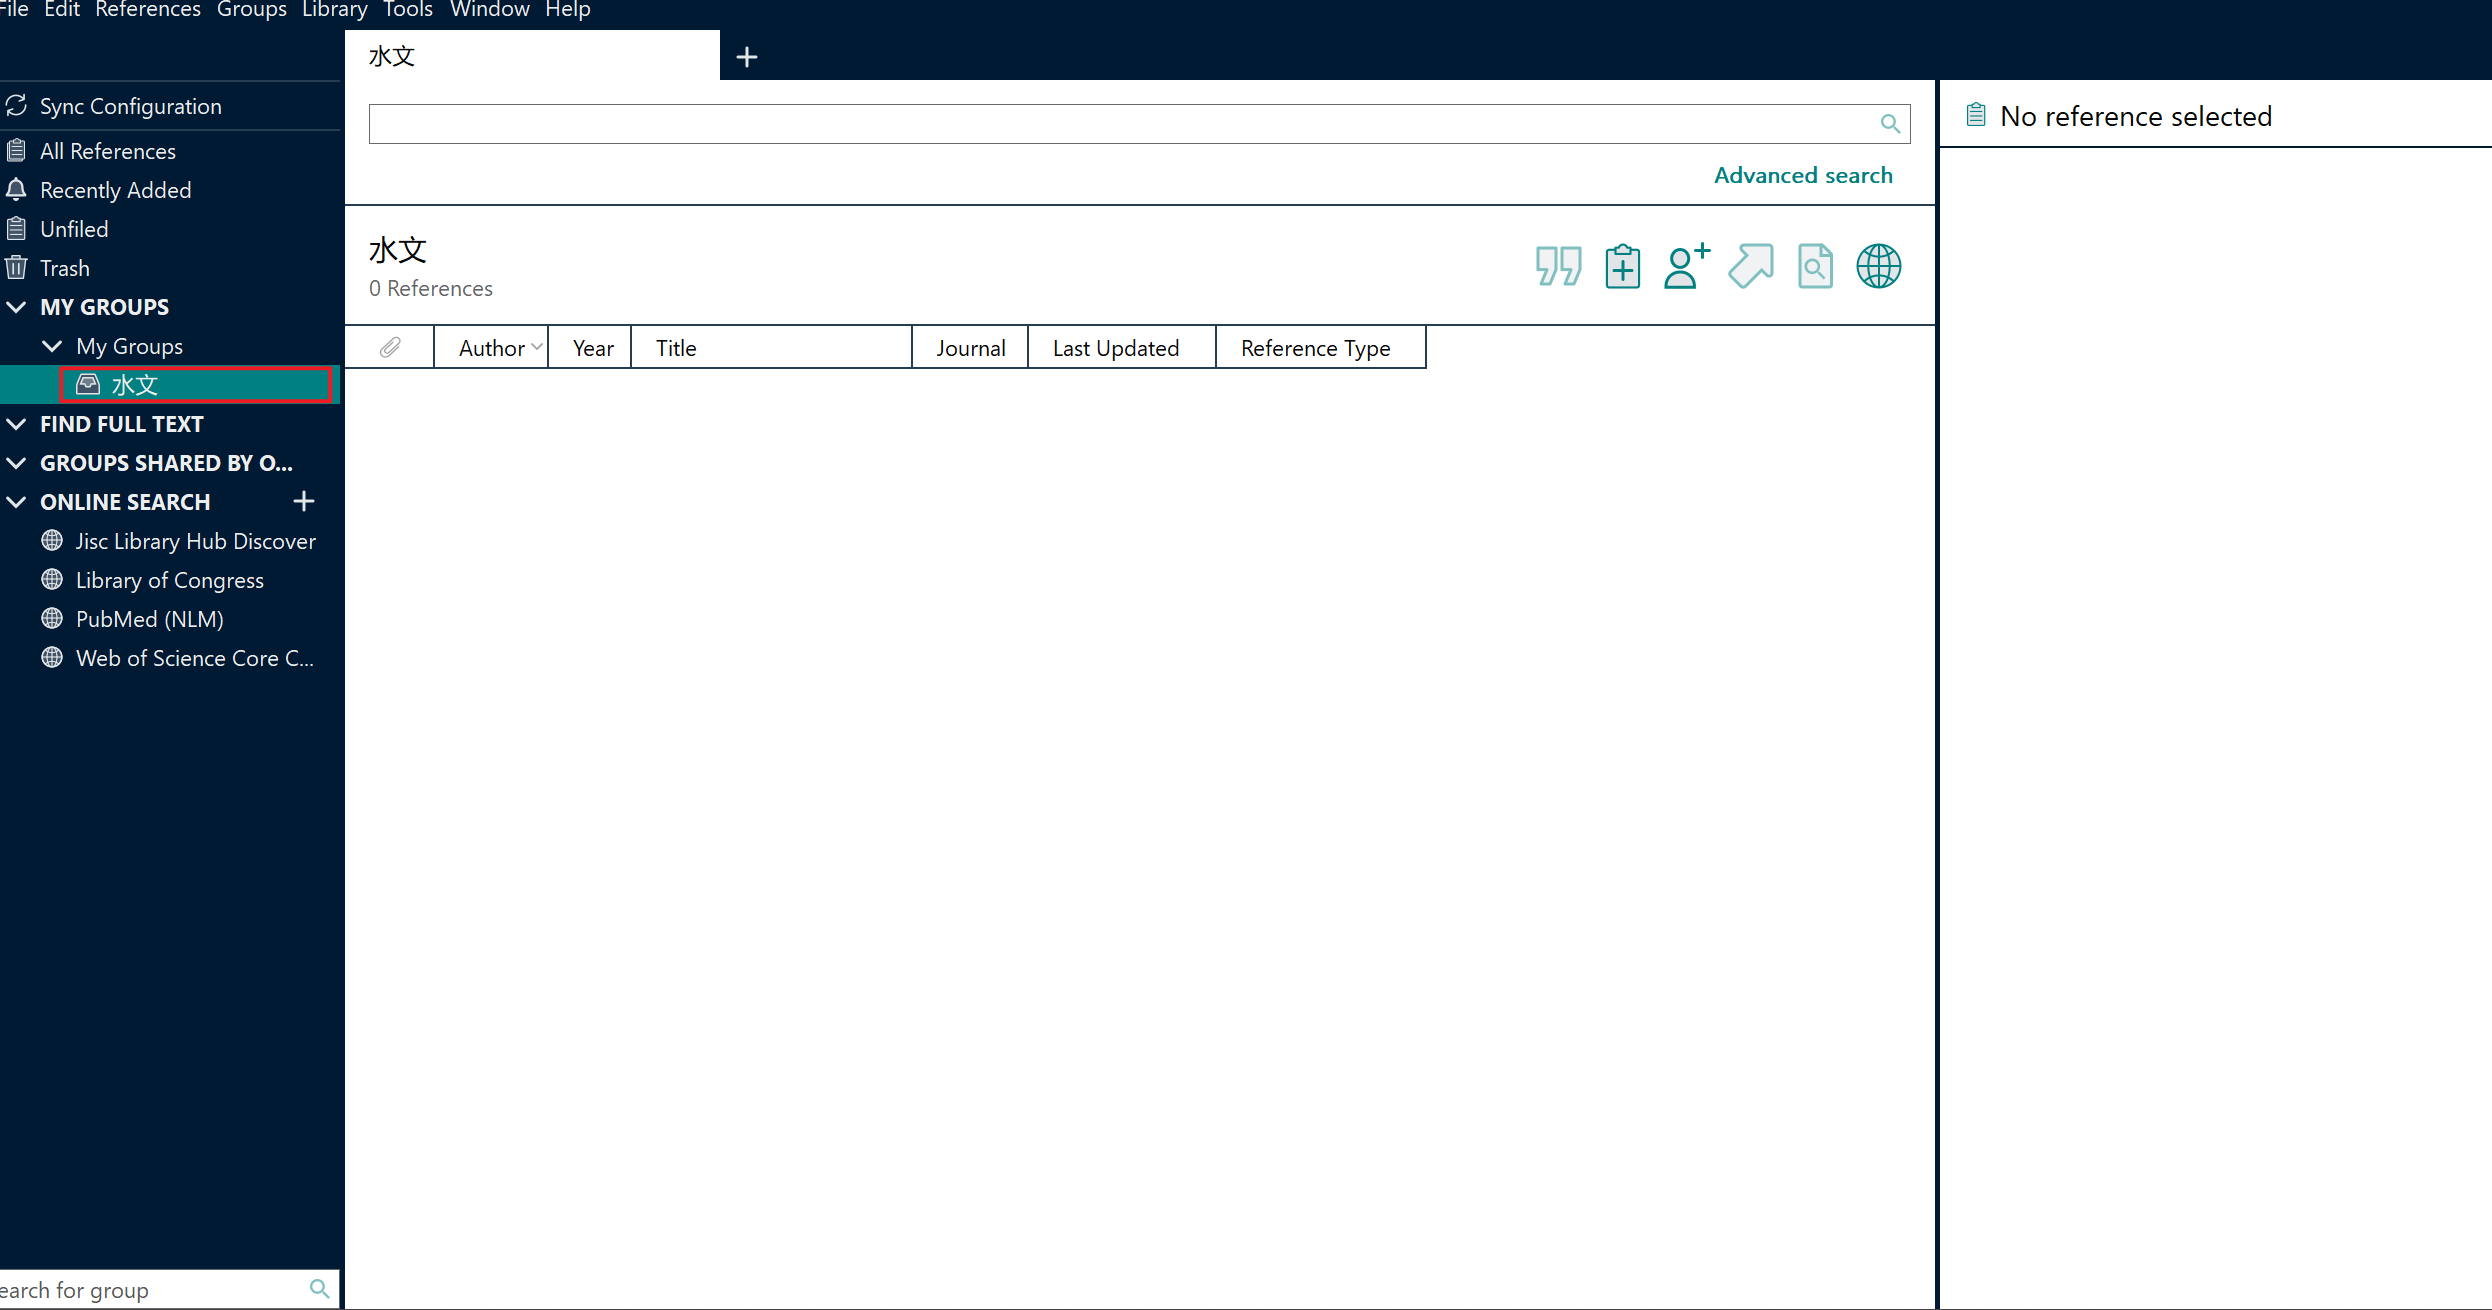 File Edit References Groups Library Tools Window Help
水文
Sync Configuration
All References
Recently Added
Unfiled
Trash
MY GROUPS
My Groups
水文
FIND FULL TEXT
GROUPS SHARED BY O...
ONLINE SEARCH
Jisc Library Hub Discover
Library of Congress
PubMed (NLM)
Web of Science Core C...
earch for group
Advanced search
水文
0 References
Author Year Title Journal Last Updated Reference Type
No reference selected